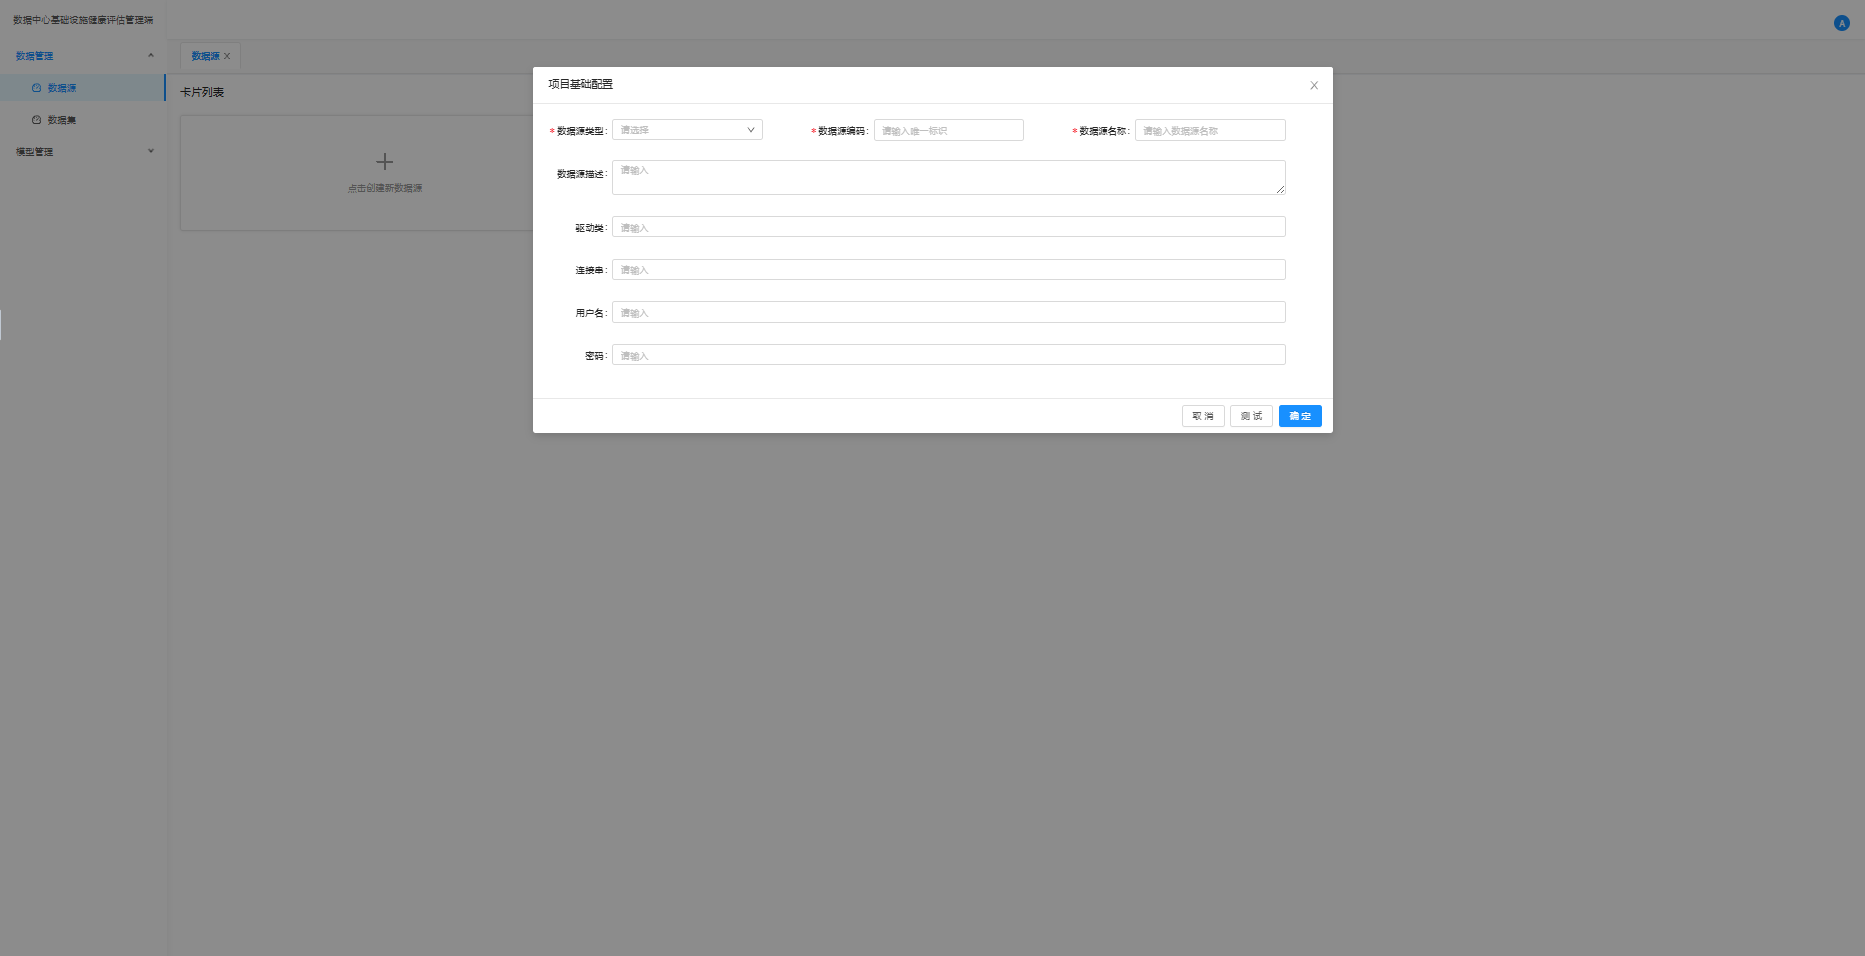 数据中心基础设施健康评估管理端
A
数据管理
数据源 X
数据源
卡片列表
数据集
模型管理
点击创建新数据源
项目基础配置
* 数据源类型: 请选择 * 数据源编码: 请输入唯一标识 * 数据源名称: 请输入数据源名称
数据源描述: 请输入
驱动类: 请输入
连接串: 请输入
用户名: 请输入
密码: 请输入
取 消 测 试 确 定